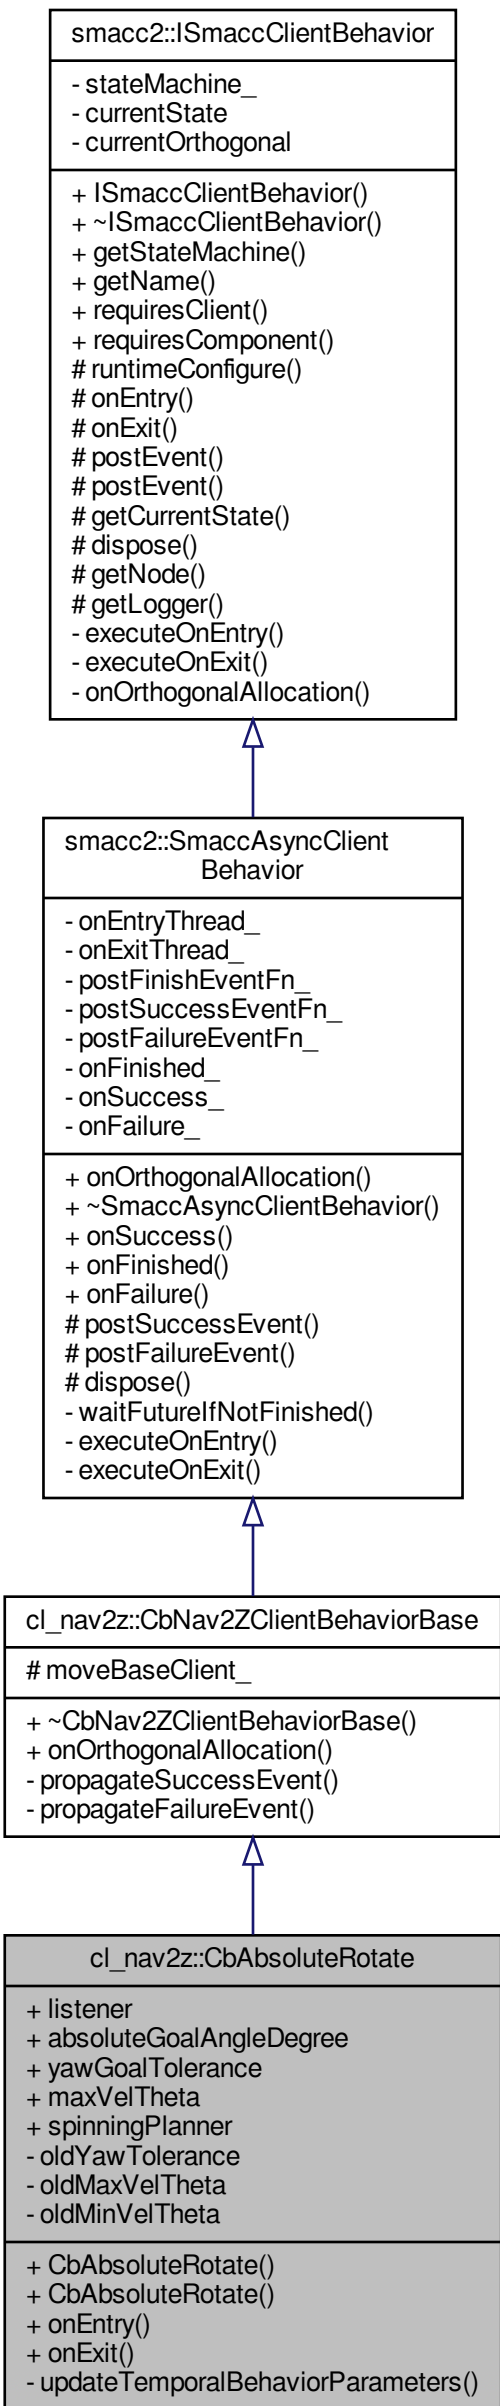 smacc2::ISmaccClientBehavior
- stateMachine_
- currentState
- currentOrthogonal
+ ISmaccClientBehavior()
+ ~ISmaccClientBehavior()
+ getStateMachine()
+ getName()
+ requiresClient()
+ requiresComponent()
# runtimeConfigure()
# onEntry()
# onExit()
# postEvent()
# postEvent()
# getCurrentState()
# dispose()
# getNode()
# getLogger()
- executeOnEntry()
- executeOnExit()
- onOrthogonalAllocation()
smacc2::SmaccAsyncClient
Behavior
- onEntryThread_
- onExitThread_
- postFinishEventFn_
- postSuccessEventFn_
- postFailureEventFn_
- onFinished_
- onSuccess_
- onFailure_
+ onOrthogonalAllocation()
+ ~SmaccAsyncClientBehavior()
+ onSuccess()
+ onFinished()
+ onFailure()
# postSuccessEvent()
# postFailureEvent()
# dispose()
- waitFutureIfNotFinished()
- executeOnEntry()
- executeOnExit()
cl_nav2z::CbNav2ZClientBehaviorBase
# moveBaseClient_
+ ~CbNav2ZClientBehaviorBase()
+ onOrthogonalAllocation()
- propagateSuccessEvent()
- propagateFailureEvent()
cl_nav2z::CbAbsoluteRotate
+ listener
+ absoluteGoalAngleDegree
+ yawGoalTolerance
+ maxVelTheta
+ spinningPlanner
- oldYawTolerance
- oldMaxVelTheta
- oldMinVelTheta
+ CbAbsoluteRotate()
+ CbAbsoluteRotate()
+ onEntry()
+ onExit()
- updateTemporalBehaviorParameters()